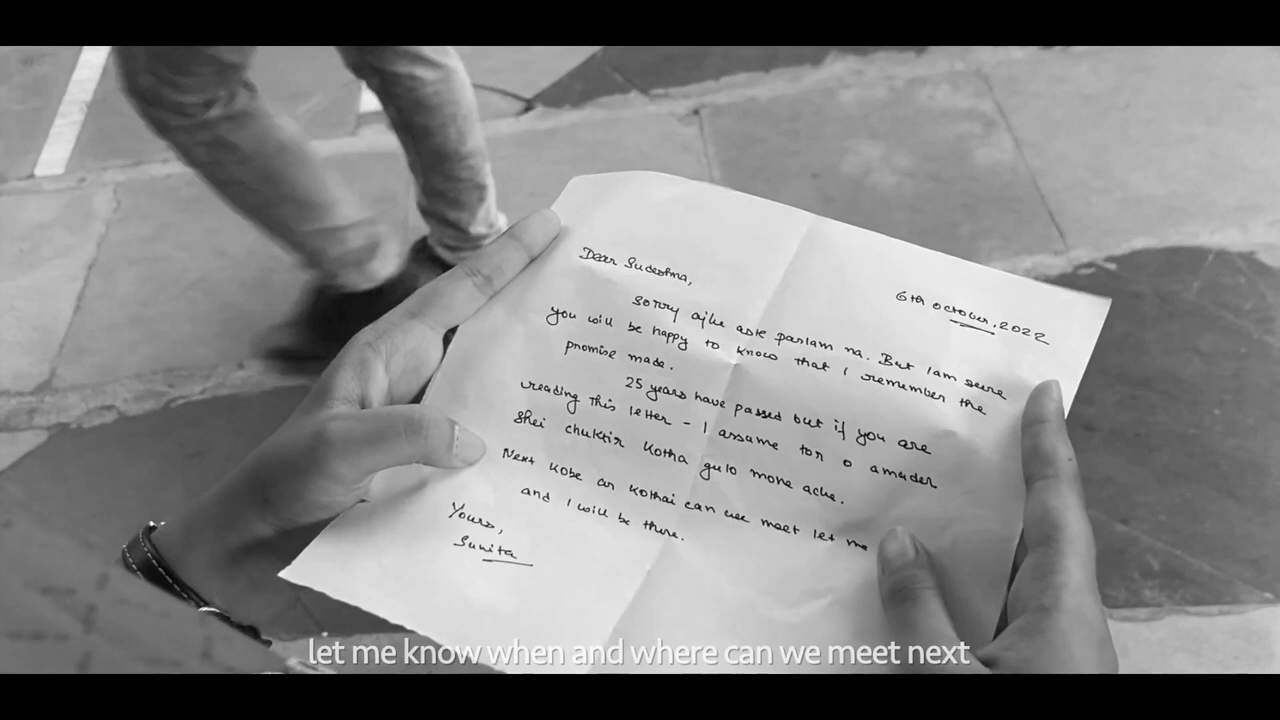 6th october, 2022
Dear Sudeshna,
Sorry ajke aste parlam na. But I am sure
you will be happy to know that I remember the
promise made.
25 years have passed but if you are
reading this letter - I assume tor o amader
shei chuktir kotha gulo mone ache.
Next kobe ar kothai can we meet let me
and I will be there.
Yours,
Sunita
let me know when and where can we meet next